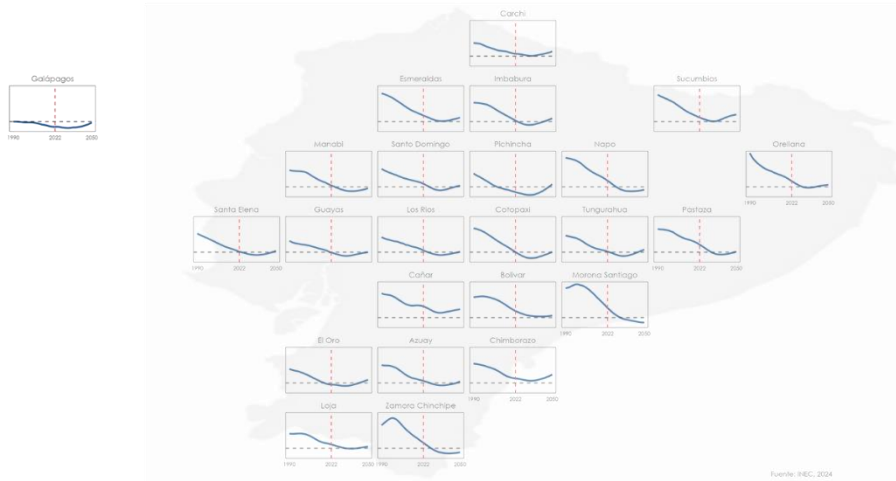 Carchi
Galápagos
Esmeraldas Imbabura Sucumbíos
1990 2022 2050
Manabí Santo Domingo Pichincha Napo Orellana
1990 2022 2050
Santa Elena Guayas Los Ríos Cotopaxi Tungurahua Pastaza
1990 2022 2050 1990 2022 2050
Cañar Bolívar Morona Santiago
1990 2022 2050
El Oro Azuay Chimborazo
1990 2022 2050
Loja Zamora Chinchipe
1990 2022 2050 1990 2022 2050
Fuente: INEC, 2024